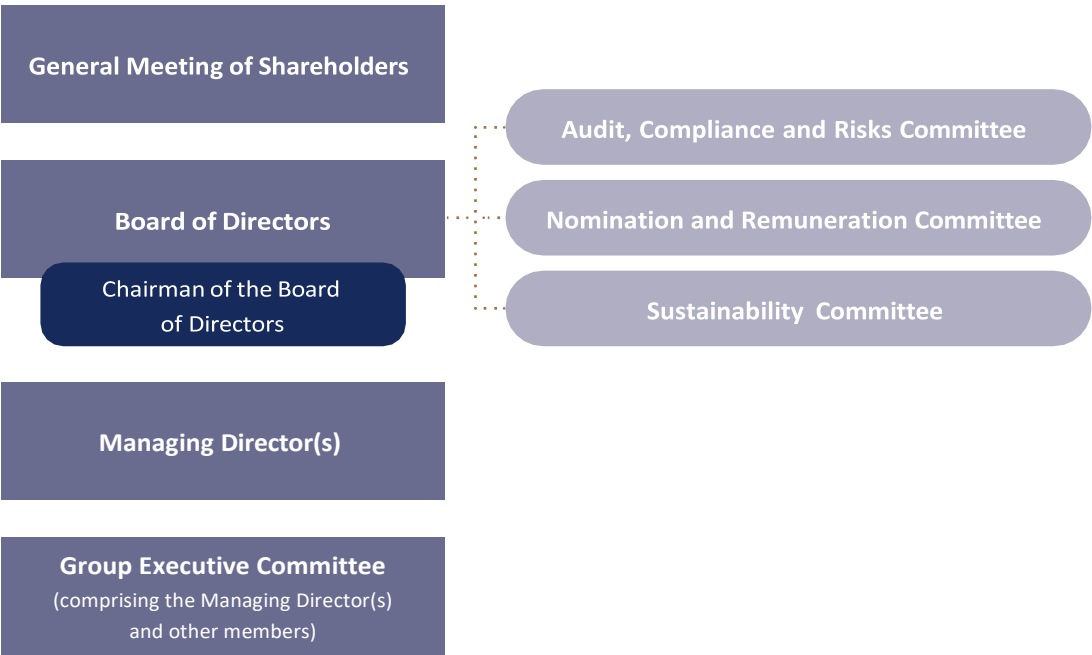 General Meeting of Shareholders
Audit, Compliance and Risks Committee
Board of Directors
Nomination and Remuneration Committee
Chairman of the Board
of Directors
Sustainability Committee
Managing Director(s)
Group Executive Committee
(comprising the Managing Director(s)
and other members)